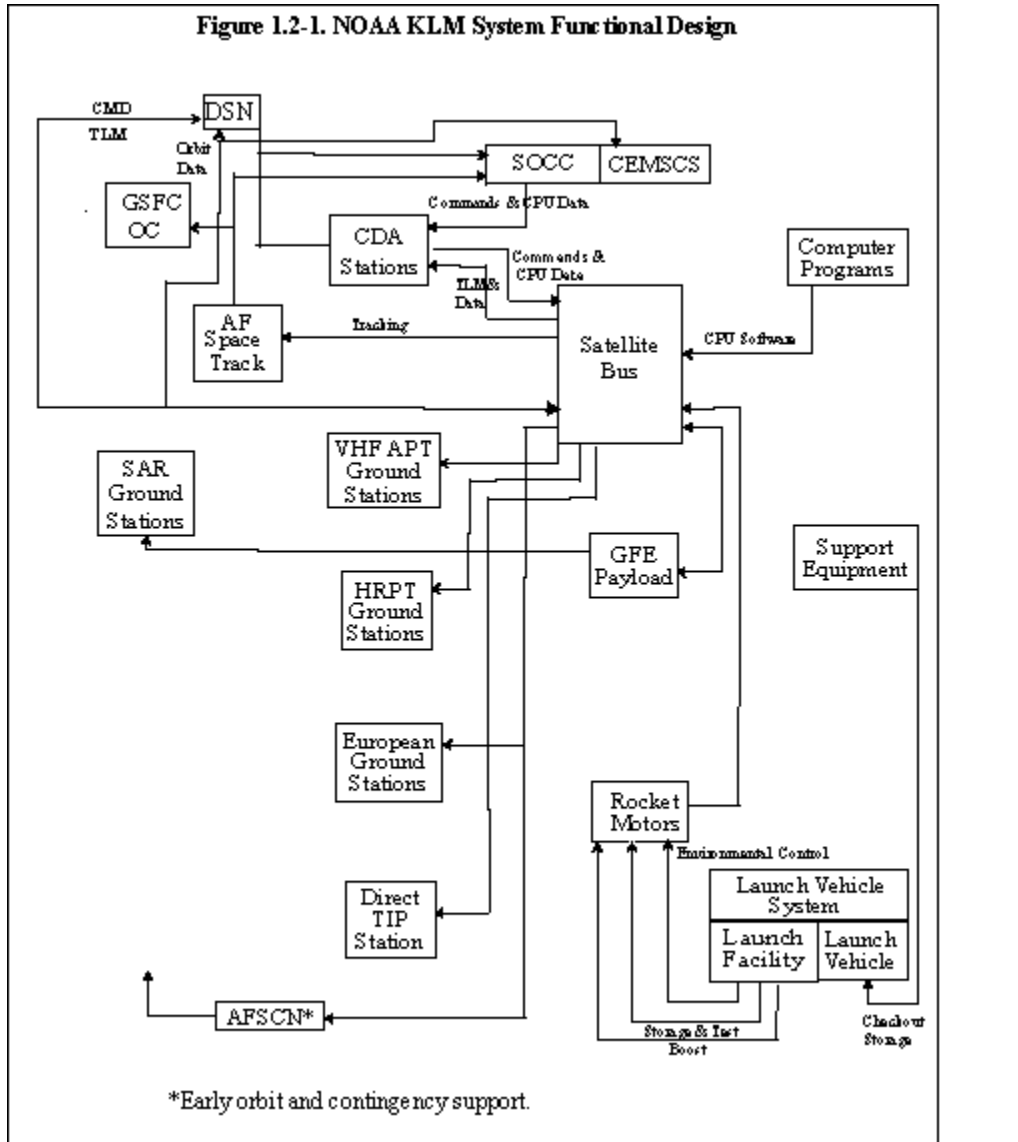 Figure 1.2-1. NOAA KLM System Functional Design
CMD
TLM
DSN
Orbit
Data
SOCC
CEMSCS
GSFC
OC
Commands & CPU Data
CDA
Stations
Commands &
CPU Data
TLM &
Data
Computer
Programs
AF
Space
Track
Tracking
Satellite
Bus
CPU Software
VHF APT
Ground
Stations
SAR
Ground
Stations
GFE
Payload
Support
Equipment
HRPT
Ground
Stations
European
Ground
Stations
Rocket
Motors
Environmental Control
Launch Vehicle
System
Launch
Facility
Launch
Vehicle
Direct
TIP
Station
AFSCN*
Storage & Test
Boost
Checkout
Storage
*Early orbit and contingency support.